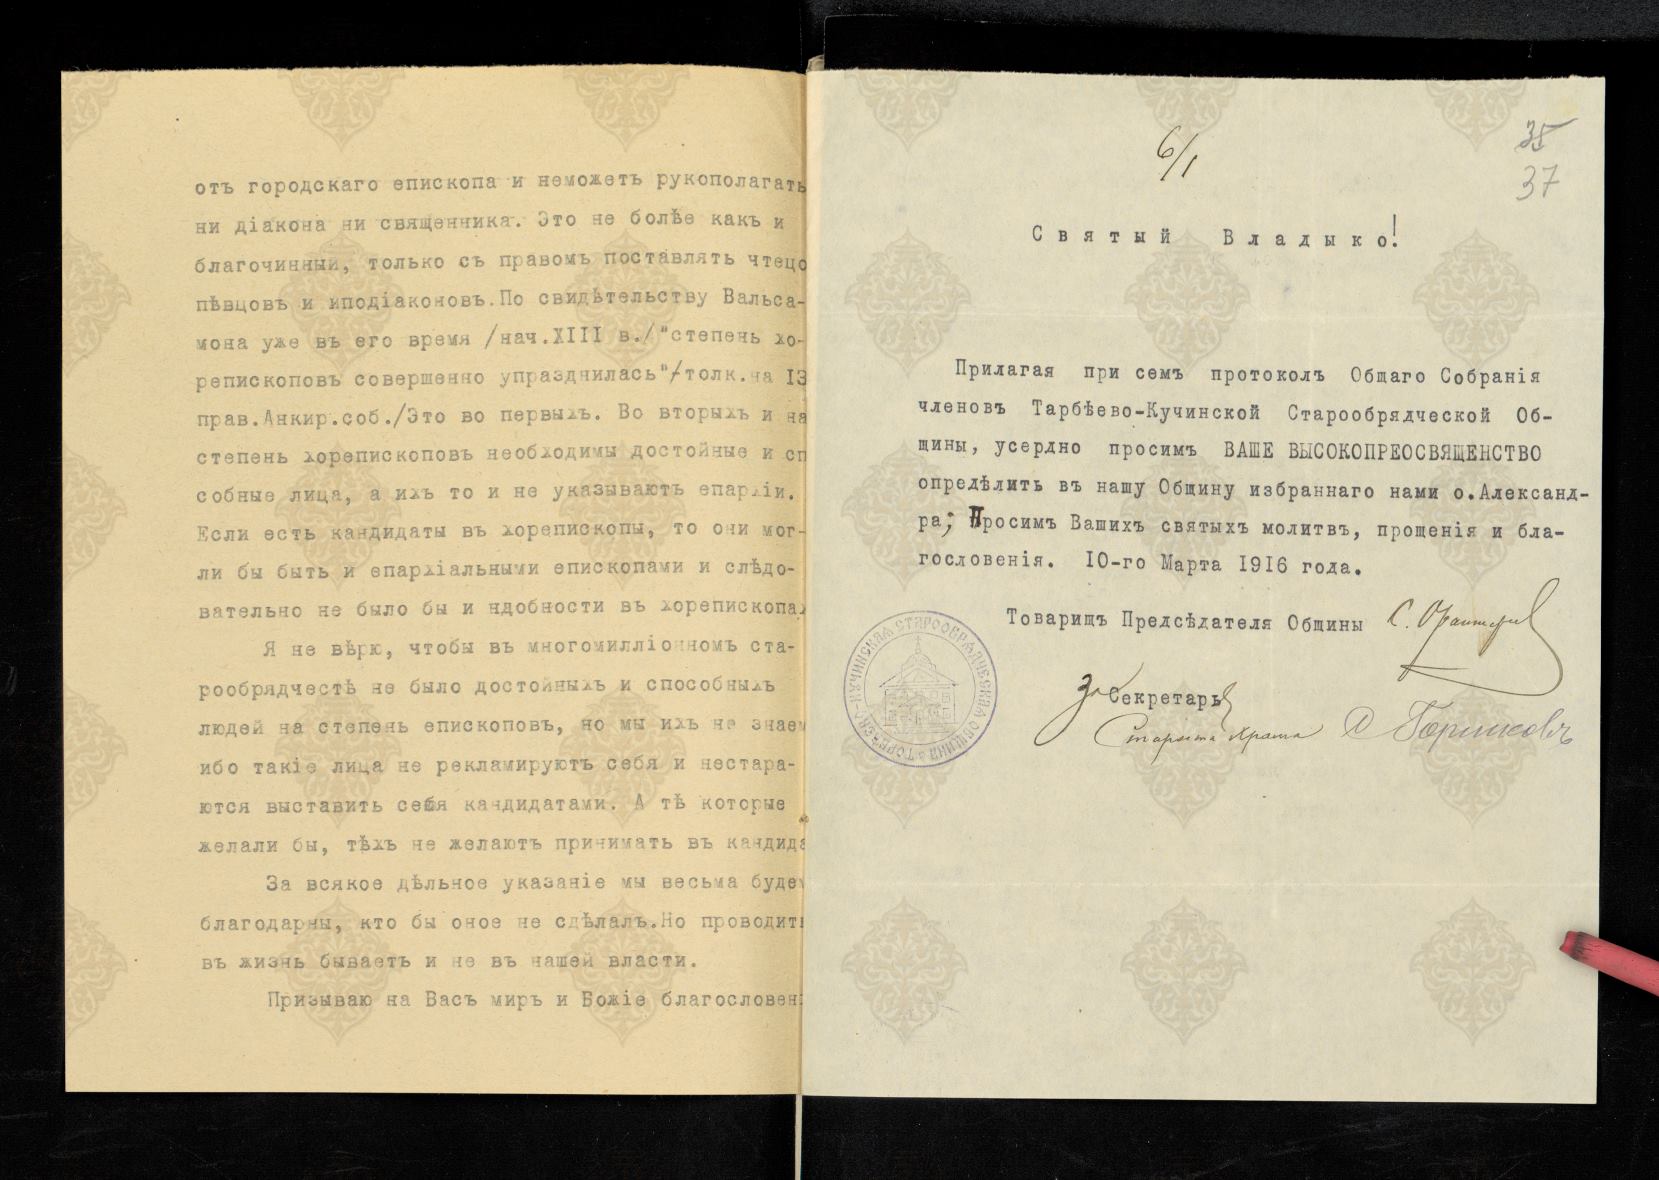 отъ городскаго епископа и неможетъ рукополагать
ни діакона ни священника. Это не болѣе какъ и
благочинный, только съ правомъ поставлять чтецо
пѣвцовъ и иподіаконовъ.По свидѣтельству Вальса-
мона уже въ его время /нач.XIII в./"степень хо-
репископовъ совершенно упразднилась"/толк.на 13
прав.Анкир.соб./Это во первыхъ. Во вторыхъ и на
степень хорепископовъ необходимы достойные и сп
собные лица, а ихъ то и не указываютъ епархіи.
Если есть кандидаты въ хорепископы, то они мог-
ли бы быть и епархіальными епископами и слѣдо-
вательно не было бы и ндобности въ хорепископах
Я не вѣрю, чтобы въ многомилліонномъ ста-
рообрядчестѣ не было достойныхъ и способныхъ
людей на степень епископовъ, но мы ихъ не знаем
ибо такіе лица не рекламируютъ себя и нестара-
ются выставить себя кандидатами. А тѣ которые
желали бы, тѣхъ не желаютъ принимать въ кандида
За всякое дѣльное указаніе мы весьма будем
благодарны, кто бы оное не сдѣлалъ.Но проводить
въ жизнь бываетъ и не въ нашей власти.
Призываю на Васъ миръ и Божіе благословені
6/1
35
37
Святый Владыко!
Прилагая при семъ протоколъ Общаго Собранія
членовъ Тарбѣево-Кучинской Старообрядческой Об-
щины, усердно просимъ ВАШЕ ВЫСОКОПРЕОСВЯЩЕНСТВО
опредѣлить въ нашу Общину избраннаго нами о.Александ-
ра; Просимъ Вашихъ святыхъ молитвъ, прощенія и бла-
гословенія. 10-го Марта 1916 года.
Товарищъ Предсѣдателя Общины С.
За Секретаря
Староста Храма Д Горшковъ
КУЧИНСКАЯ СТАРООБРЯДЧЕСКАЯ ОБЩИНА